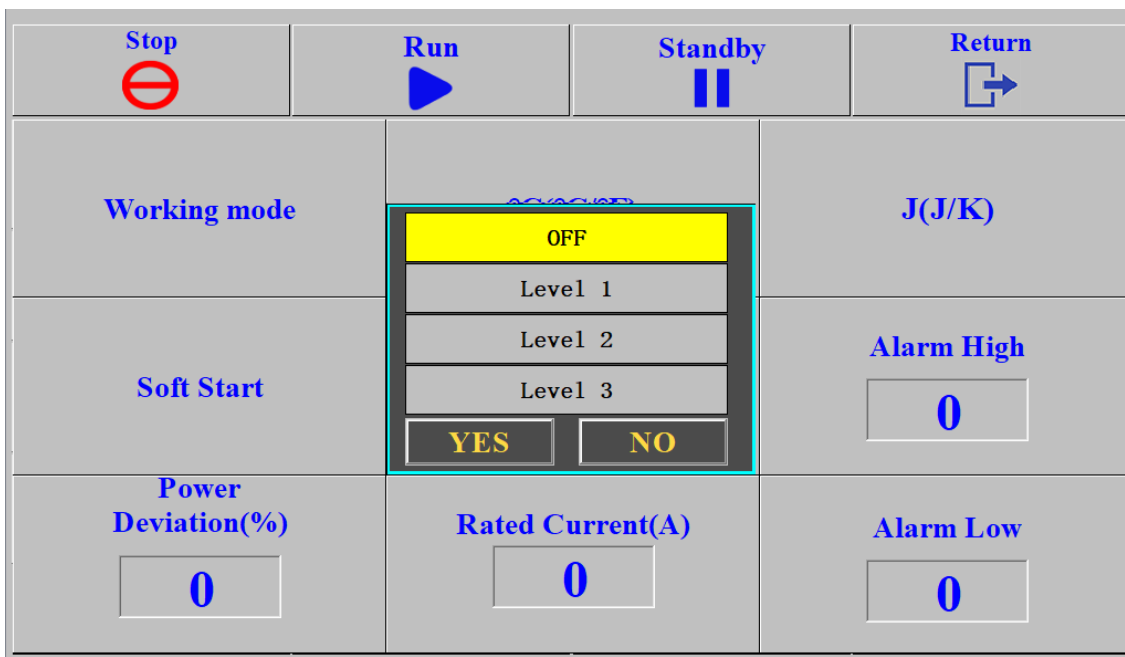 Stop
Run
Standby
Return
Working mode
J(J/K)
OFF
Level 1
Level 2
Level 3
YES
NO
Soft Start
Alarm High
0
Power
Deviation(%)
0
Rated Current(A)
0
Alarm Low
0